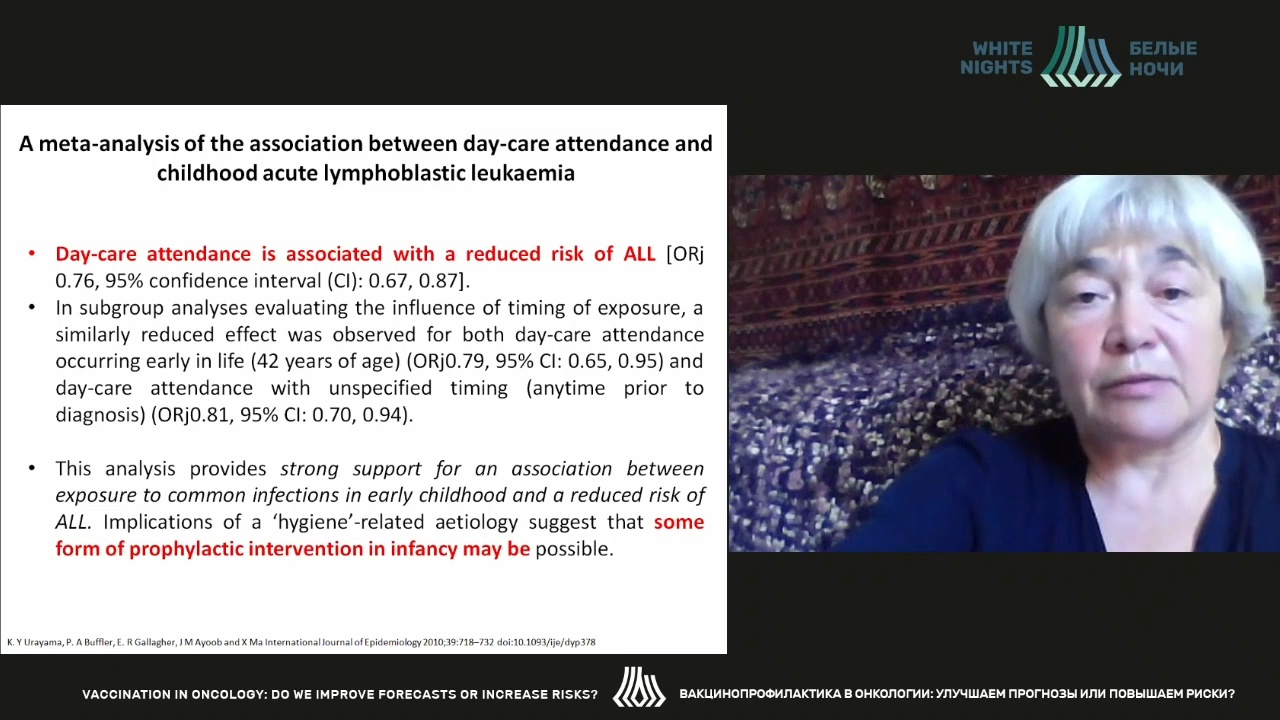 WHITE
NIGHTS
БЕЛЫЕ
НОЧИ
A meta-analysis of the association between day-care attendance and
childhood acute lymphoblastic leukaemia
• Day-care attendance is associated with a reduced risk of ALL [ORj
0.76, 95% confidence interval (CI): 0.67, 0.87].
• In subgroup analyses evaluating the influence of timing of exposure, a
similarly reduced effect was observed for both day-care attendance
occurring early in life (42 years of age) (ORj0.79, 95% CI: 0.65, 0.95) and
day-care attendance with unspecified timing (anytime prior to
diagnosis) (ORj0.81, 95% CI: 0.70, 0.94).
• This analysis provides strong support for an association between
exposure to common infections in early childhood and a reduced risk of
ALL. Implications of a ‘hygiene’-related aetiology suggest that some
form of prophylactic intervention in infancy may be possible.
K. Y Urayama, P. A Buffler, E. R Gallagher, J M Ayoob and X Ma International Journal of Epidemiology 2010;39:718–732 doi:10.1093/ije/dyp378
VACCINATION IN ONCOLOGY: DO WE IMPROVE FORECASTS OR INCREASE RISKS?
ВАКЦИНОПРОФИЛАКТИКА В ОНКОЛОГИИ: УЛУЧШАЕМ ПРОГНОЗЫ ИЛИ ПОВЫШАЕМ РИСКИ?